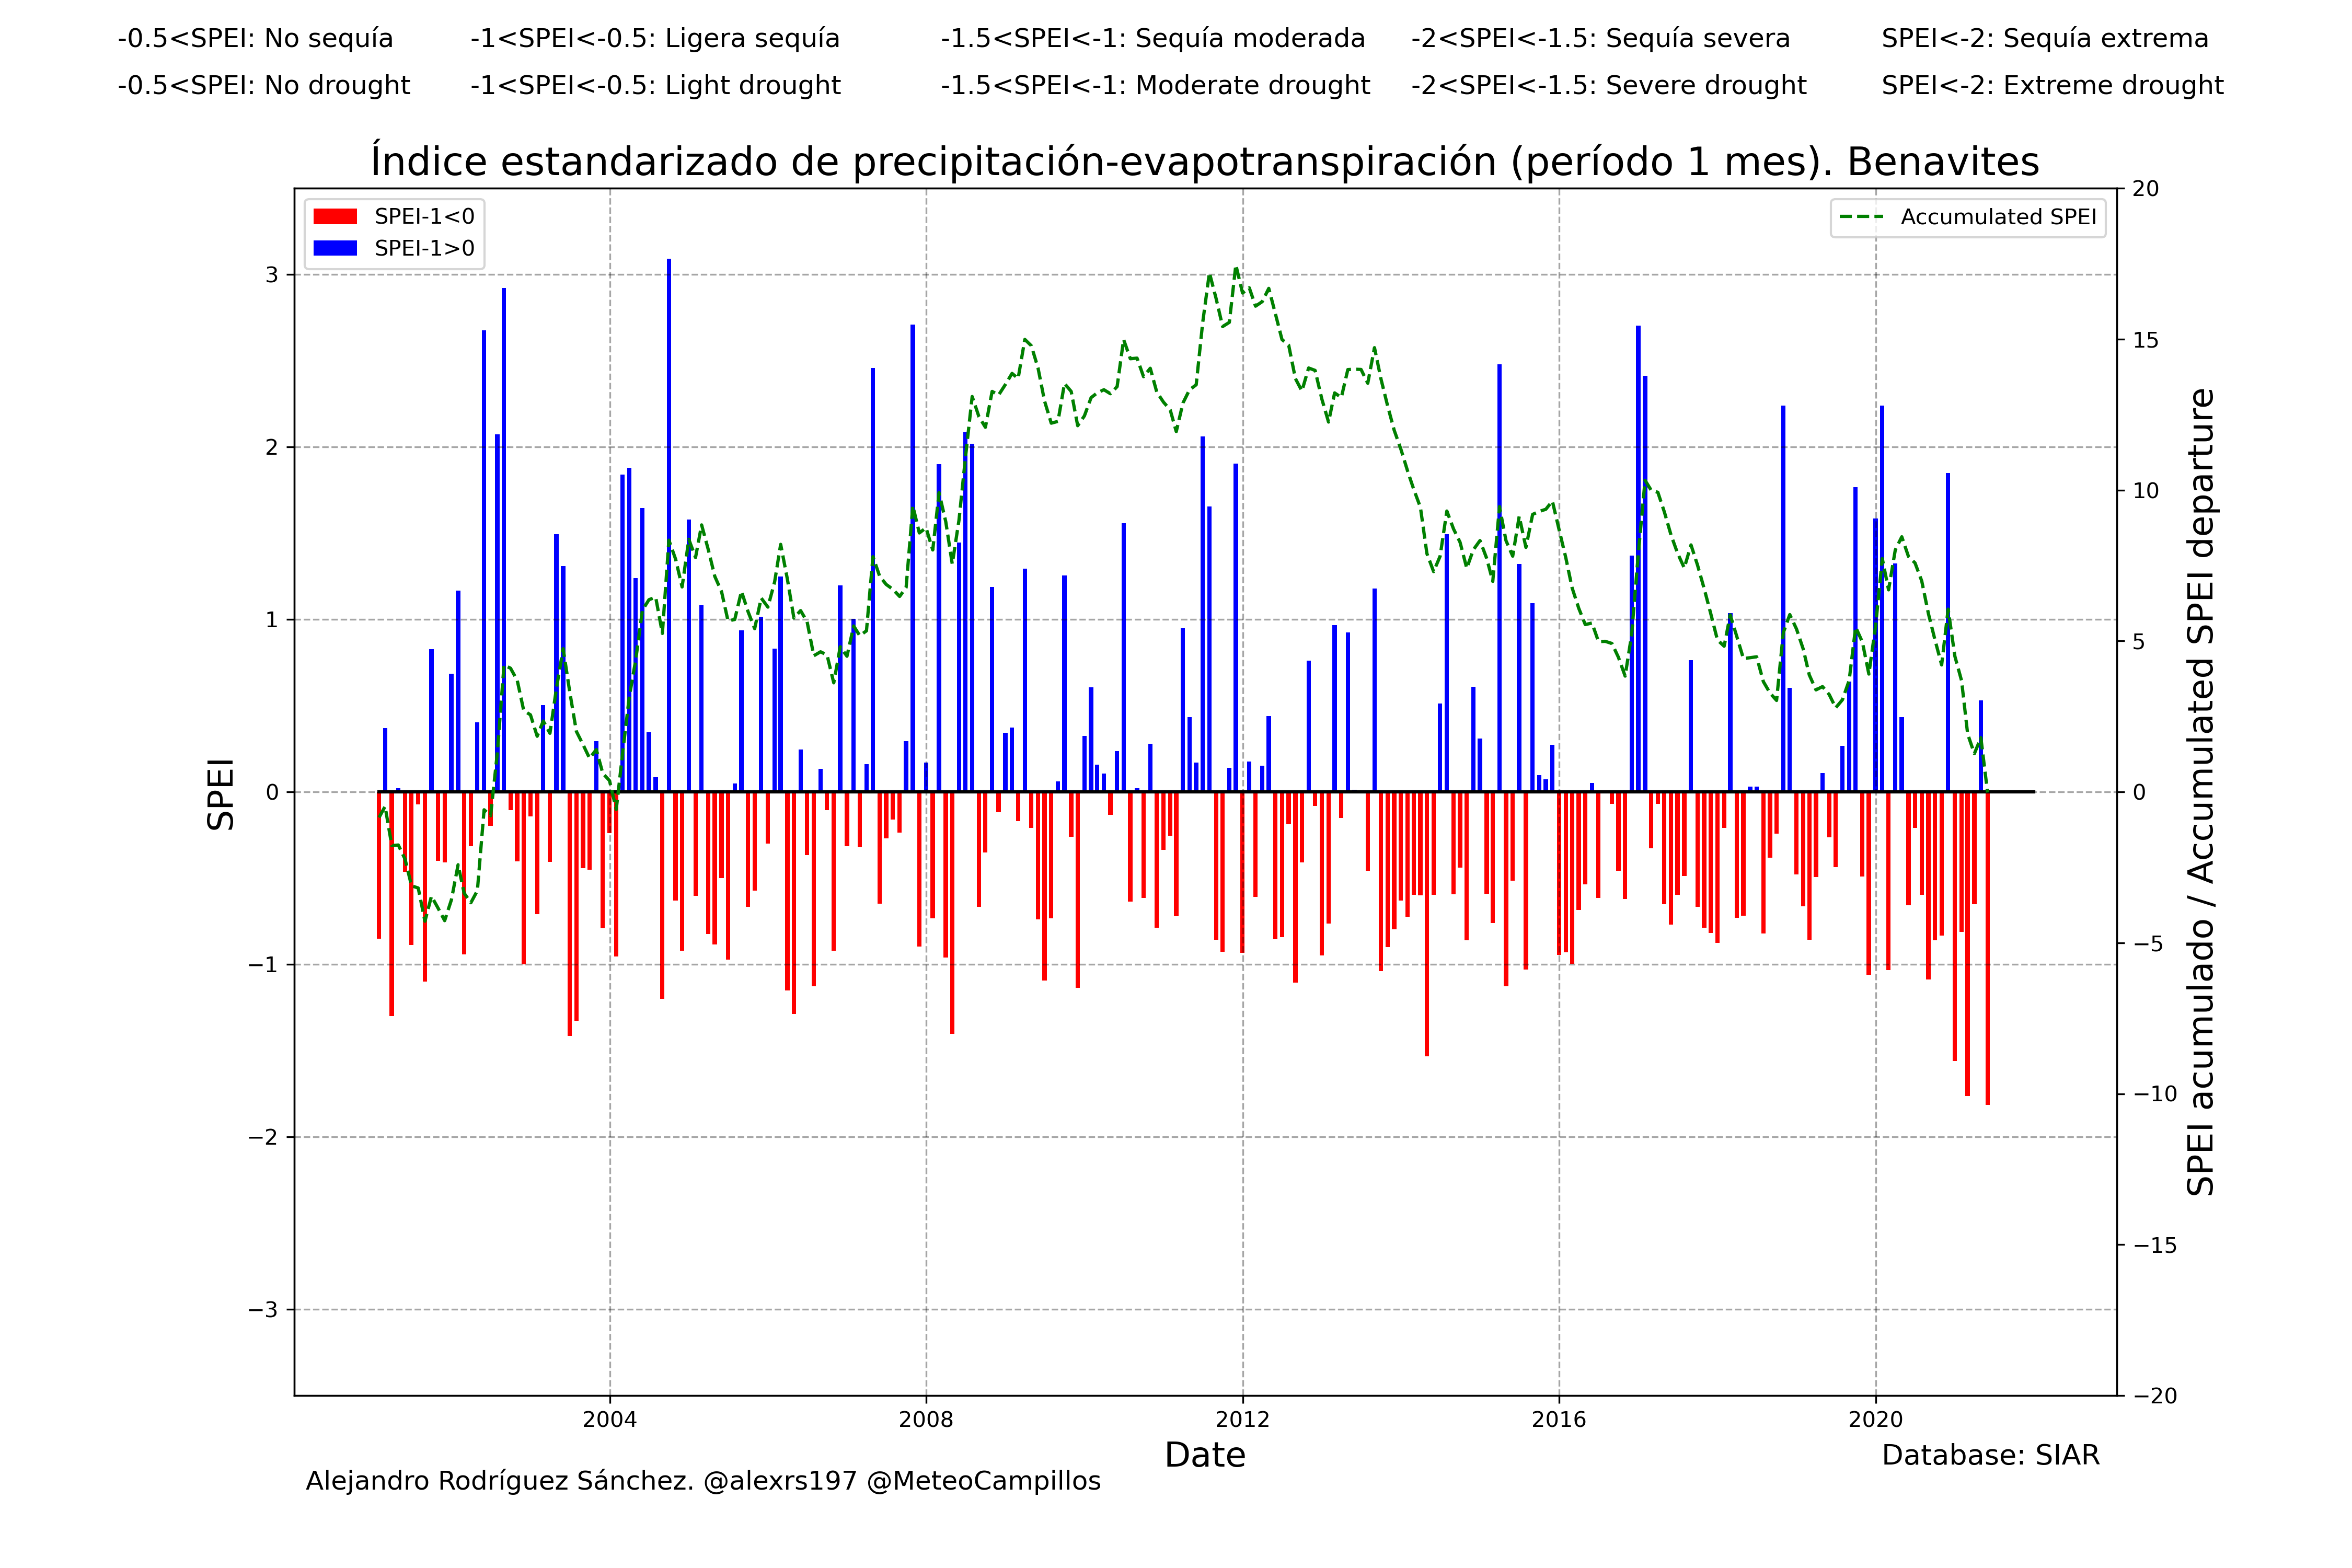 -0.5<SPEI: No sequía -1<SPEI<-0.5: Ligera sequía -1.5<SPEI<-1: Sequía moderada -2<SPEI<-1.5: Sequía severa SPEI<-2: Sequía extrema
-0.5<SPEI: No drought -1<SPEI<-0.5: Light drought -1.5<SPEI<-1: Moderate drought -2<SPEI<-1.5: Severe drought SPEI<-2: Extreme drought
Índice estandarizado de precipitación-evapotranspiración (período 1 mes). Benavites
SPEI-1<0
SPEI-1>0
Accumulated SPEI
SPEI
3
2
1
0
−1
−2
−3
20
15
10
5
0
−5
−10
−15
−20
SPEI acumulado / Accumulated SPEI departure
2004 2008 2012 2016 2020
Date
Database: SIAR
Alejandro Rodríguez Sánchez. @alexrs197 @MeteoCampillos